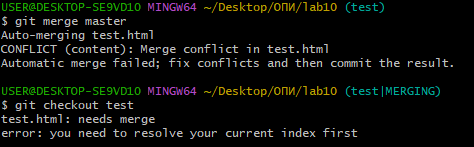 USER@DESKTOP-SE9VD1O MINGW64 ~/Desktop/ОПИ/lab10 (test)
$ git merge master
Auto-merging test.html
CONFLICT (content): Merge conflict in test.html
Automatic merge failed; fix conflicts and then commit the result.
USER@DESKTOP-SE9VD1O MINGW64 ~/Desktop/ОПИ/lab10 (test|MERGING)
$ git checkout test
test.html: needs merge
error: you need to resolve your current index first